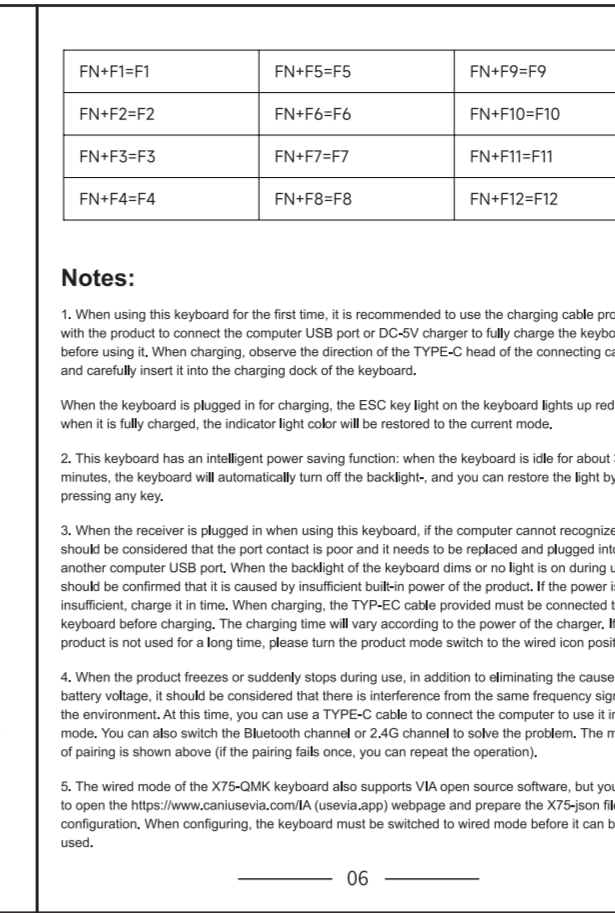 FN+F1=F1 FN+F5=F5 FN+F9=F9
FN+F2=F2 FN+F6=F6 FN+F10=F10
FN+F3=F3 FN+F7=F7 FN+F11=F11
FN+F4=F4 FN+F8=F8 FN+F12=F12
Notes:
1. When using this keyboard for the first time, it is recommended to use the charging cable
with the product to connect the computer USB port or DC-5V charger to fully charge the
before using it. When charging, observe the direction of the TYPE-C head of the connecting
and carefully insert it into the charging dock of the keyboard.
When the keyboard is plugged in for charging, the ESC key light on the keyboard lights up red
when it is fully charged, the indicator light color will be restored to the current mode.
2. This keyboard has an intelligent power saving function: when the keyboard is idle for about
minutes, the keyboard will automatically turn off the backlight-, and you can restore the light by
pressing any key.
3. When the receiver is plugged in when using this keyboard, if the computer cannot recognize
should be considered that the port contact is poor and it needs to be replaced and plugged into
another computer USB port. When the backlight of the keyboard dims or no light is on during
should be confirmed that it is caused by insufficient built-in power of the product. If the power is
insufficient, charge it in time. When charging, the TYP-EC cable provided must be connected
keyboard before charging. The charging time will vary according to the power of the charger. If
product is not used for a long time, please turn the product mode switch to the wired icon
4. When the product freezes or suddenly stops during use, in addition to eliminating the cause
battery voltage, it should be considered that there is interference from the same frequency
the environment. At this time, you can use a TYPE-C cable to connect the computer to use it in
mode. You can also switch the Bluetooth channel or 2.4G channel to solve the problem. The
of pairing is shown above (if the pairing fails once, you can repeat the operation).
5. The wired mode of the X75-QMK keyboard also supports VIA open source software, but you
to open the https://www.caniusevia.com/IA (usevia.app) webpage and prepare the X75-json
configuration. When configuring, the keyboard must be switched to wired mode before it can
used.
06